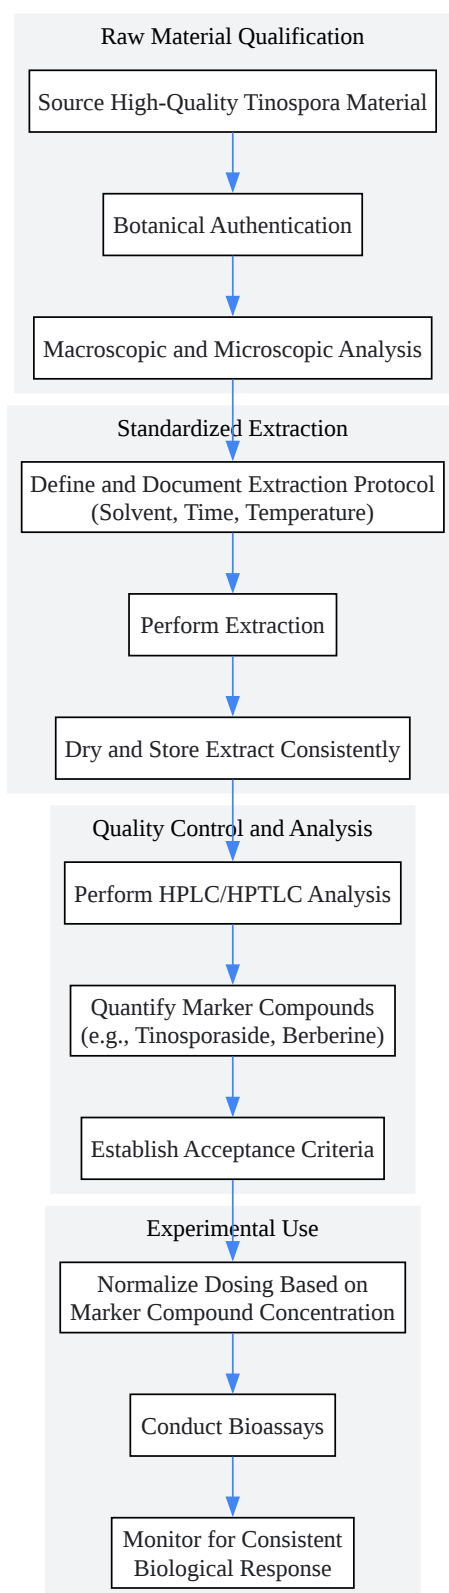 Raw Material Qualification
Source High-Quality Tinospora Material
Botanical Authentication
Macroscopic and Microscopic Analysis
Standardized Extraction
Define and Document Extraction Protocol
(Solvent, Time, Temperature)
Perform Extraction
Dry and Store Extract Consistently
Quality Control and Analysis
Perform HPLC/HPTLC Analysis
Quantify Marker Compounds
(e.g., Tinosporaside, Berberine)
Establish Acceptance Criteria
Experimental Use
Normalize Dosing Based on
Marker Compound Concentration
Conduct Bioassays
Monitor for Consistent
Biological Response